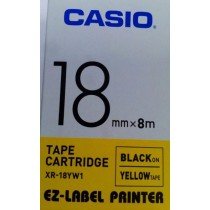 CASIO
18 mm×8m
TAPE
CARTRIDGE
XR-18YW1
BLACK ON
YELLOW TAPE
EZ-LABEL PRINTER